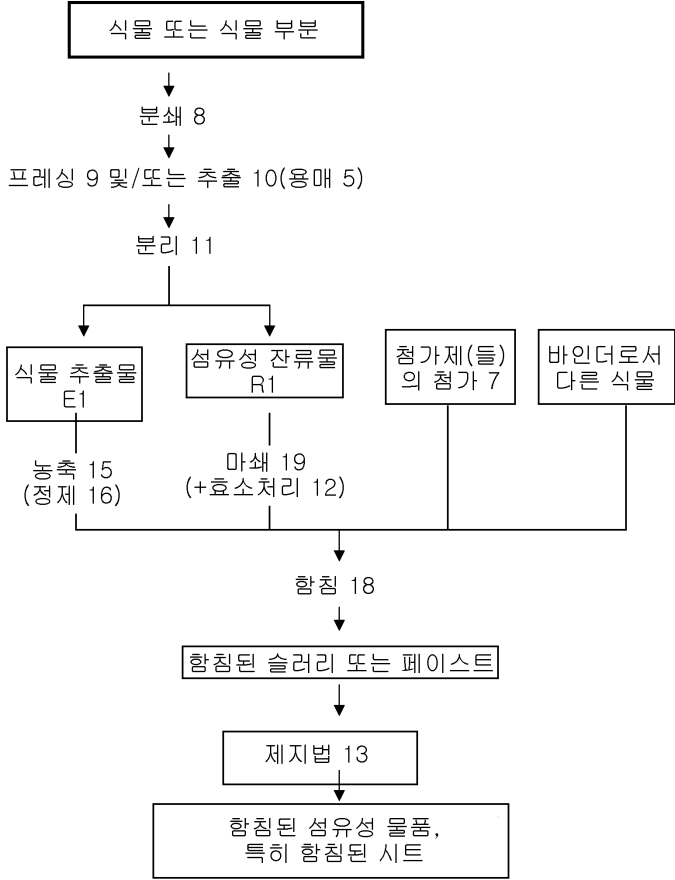 식물 또는 식물 부분
분쇄 8
프레싱 9 및/또는 추출 10(용매 5)
분리 11
식물 추출물
E1
섬유성 잔류물
R1
첨가제(들)
의 첨가 7
바인더로서
다른 식물
농축 15
(정제 16)
마쇄 19
(+효소처리 12)
함침 18
함침된 슬러리 또는 페이스트
제지법 13
함침된 섬유성 물품,
특히 함침된 시트